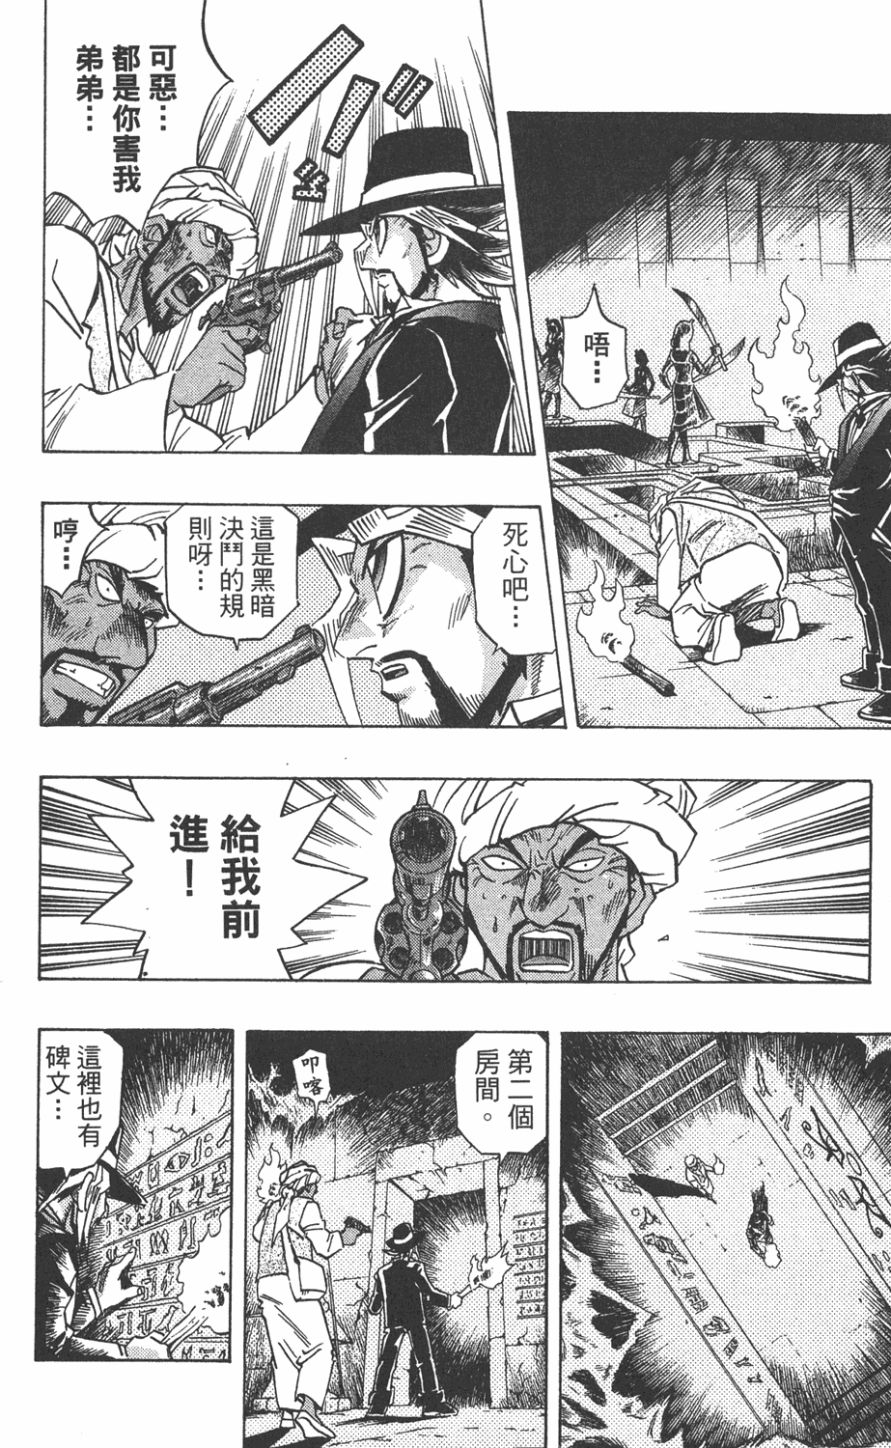 唔…
可惡…
都是你害我
弟弟…
死心吧…
這是黑暗
決鬥的規
則呀…
哼…
給我前
進！
第二個
房間。
叩喀
這裡也有
碑文…